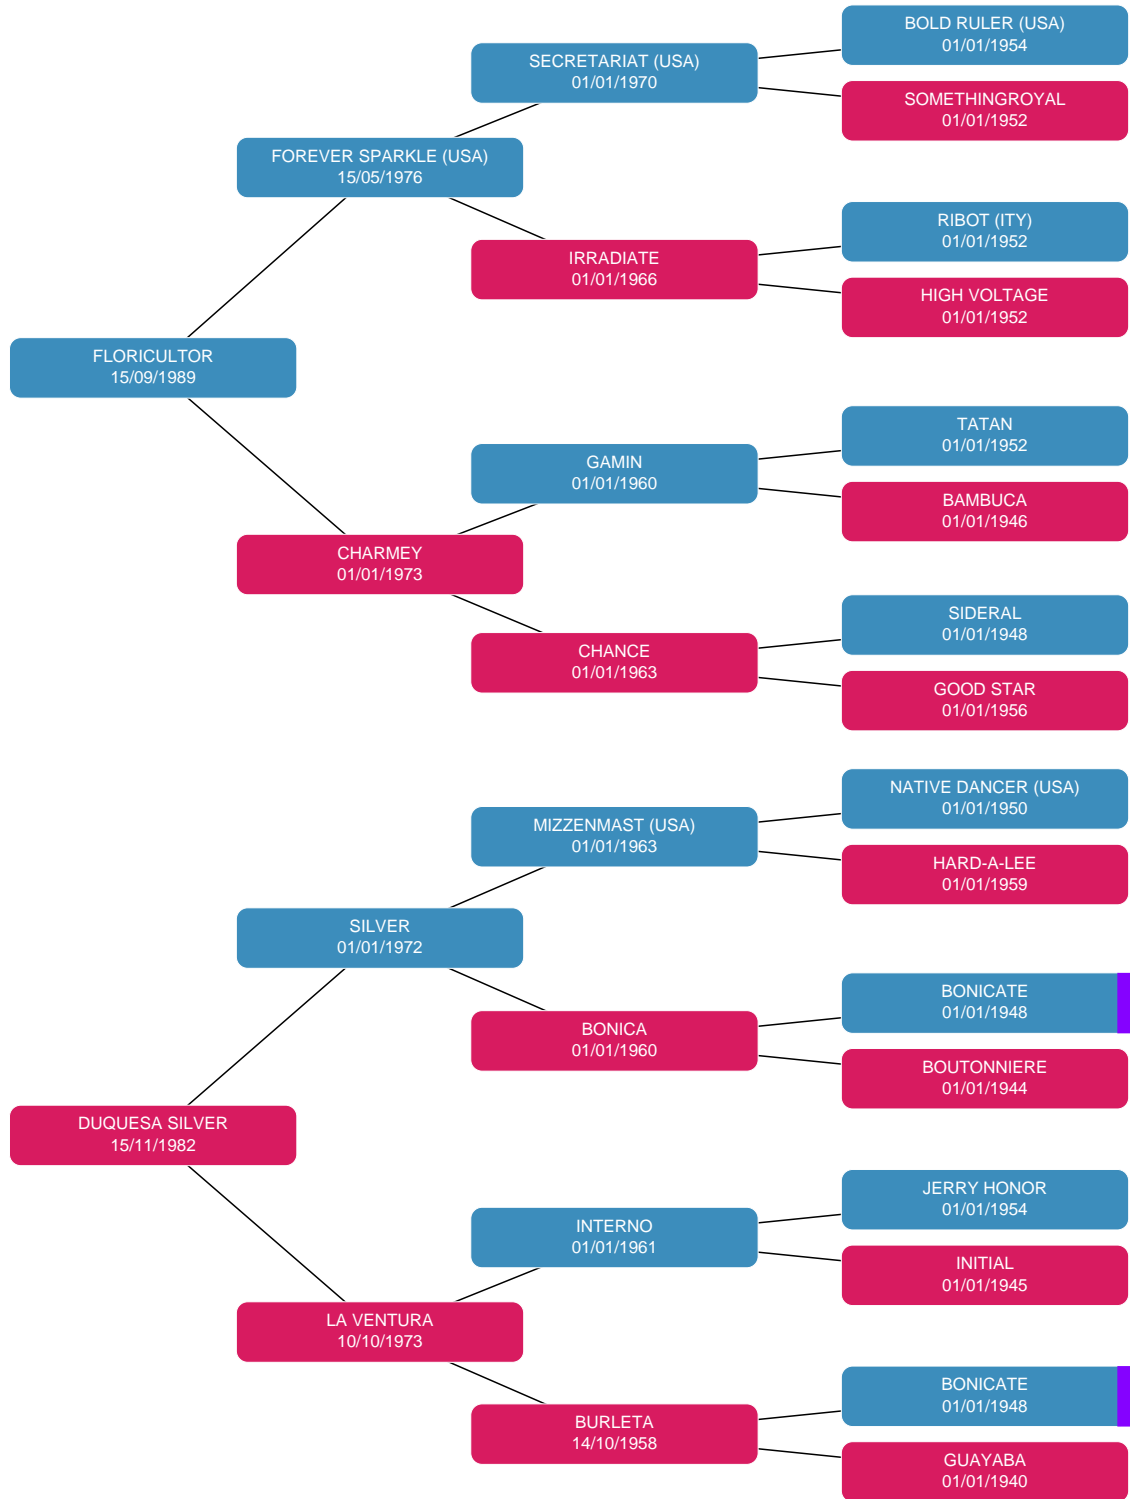 BOLD RULER (USA)
01/01/1954
SECRETARIAT (USA)
01/01/1970
SOMETHINGROYAL
01/01/1952
FOREVER SPARKLE (USA)
15/05/1976
RIBOT (ITY)
01/01/1952
IRRADIATE
01/01/1966
HIGH VOLTAGE
01/01/1952
FLORICULTOR
15/09/1989
TATAN
01/01/1952
GAMIN
01/01/1960
BAMBUCA
01/01/1946
CHARMEY
01/01/1973
SIDERAL
01/01/1948
CHANCE
01/01/1963
GOOD STAR
01/01/1956
NATIVE DANCER (USA)
01/01/1950
MIZZENMAST (USA)
01/01/1963
HARD-A-LEE
01/01/1959
SILVER
01/01/1972
BONICATE
01/01/1948
BONICA
01/01/1960
BOUTONNIERE
01/01/1944
DUQUESA SILVER
15/11/1982
JERRY HONOR
01/01/1954
INTERNO
01/01/1961
INITIAL
01/01/1945
LA VENTURA
10/10/1973
BONICATE
01/01/1948
BURLETA
14/10/1958
GUAYABA
01/01/1940